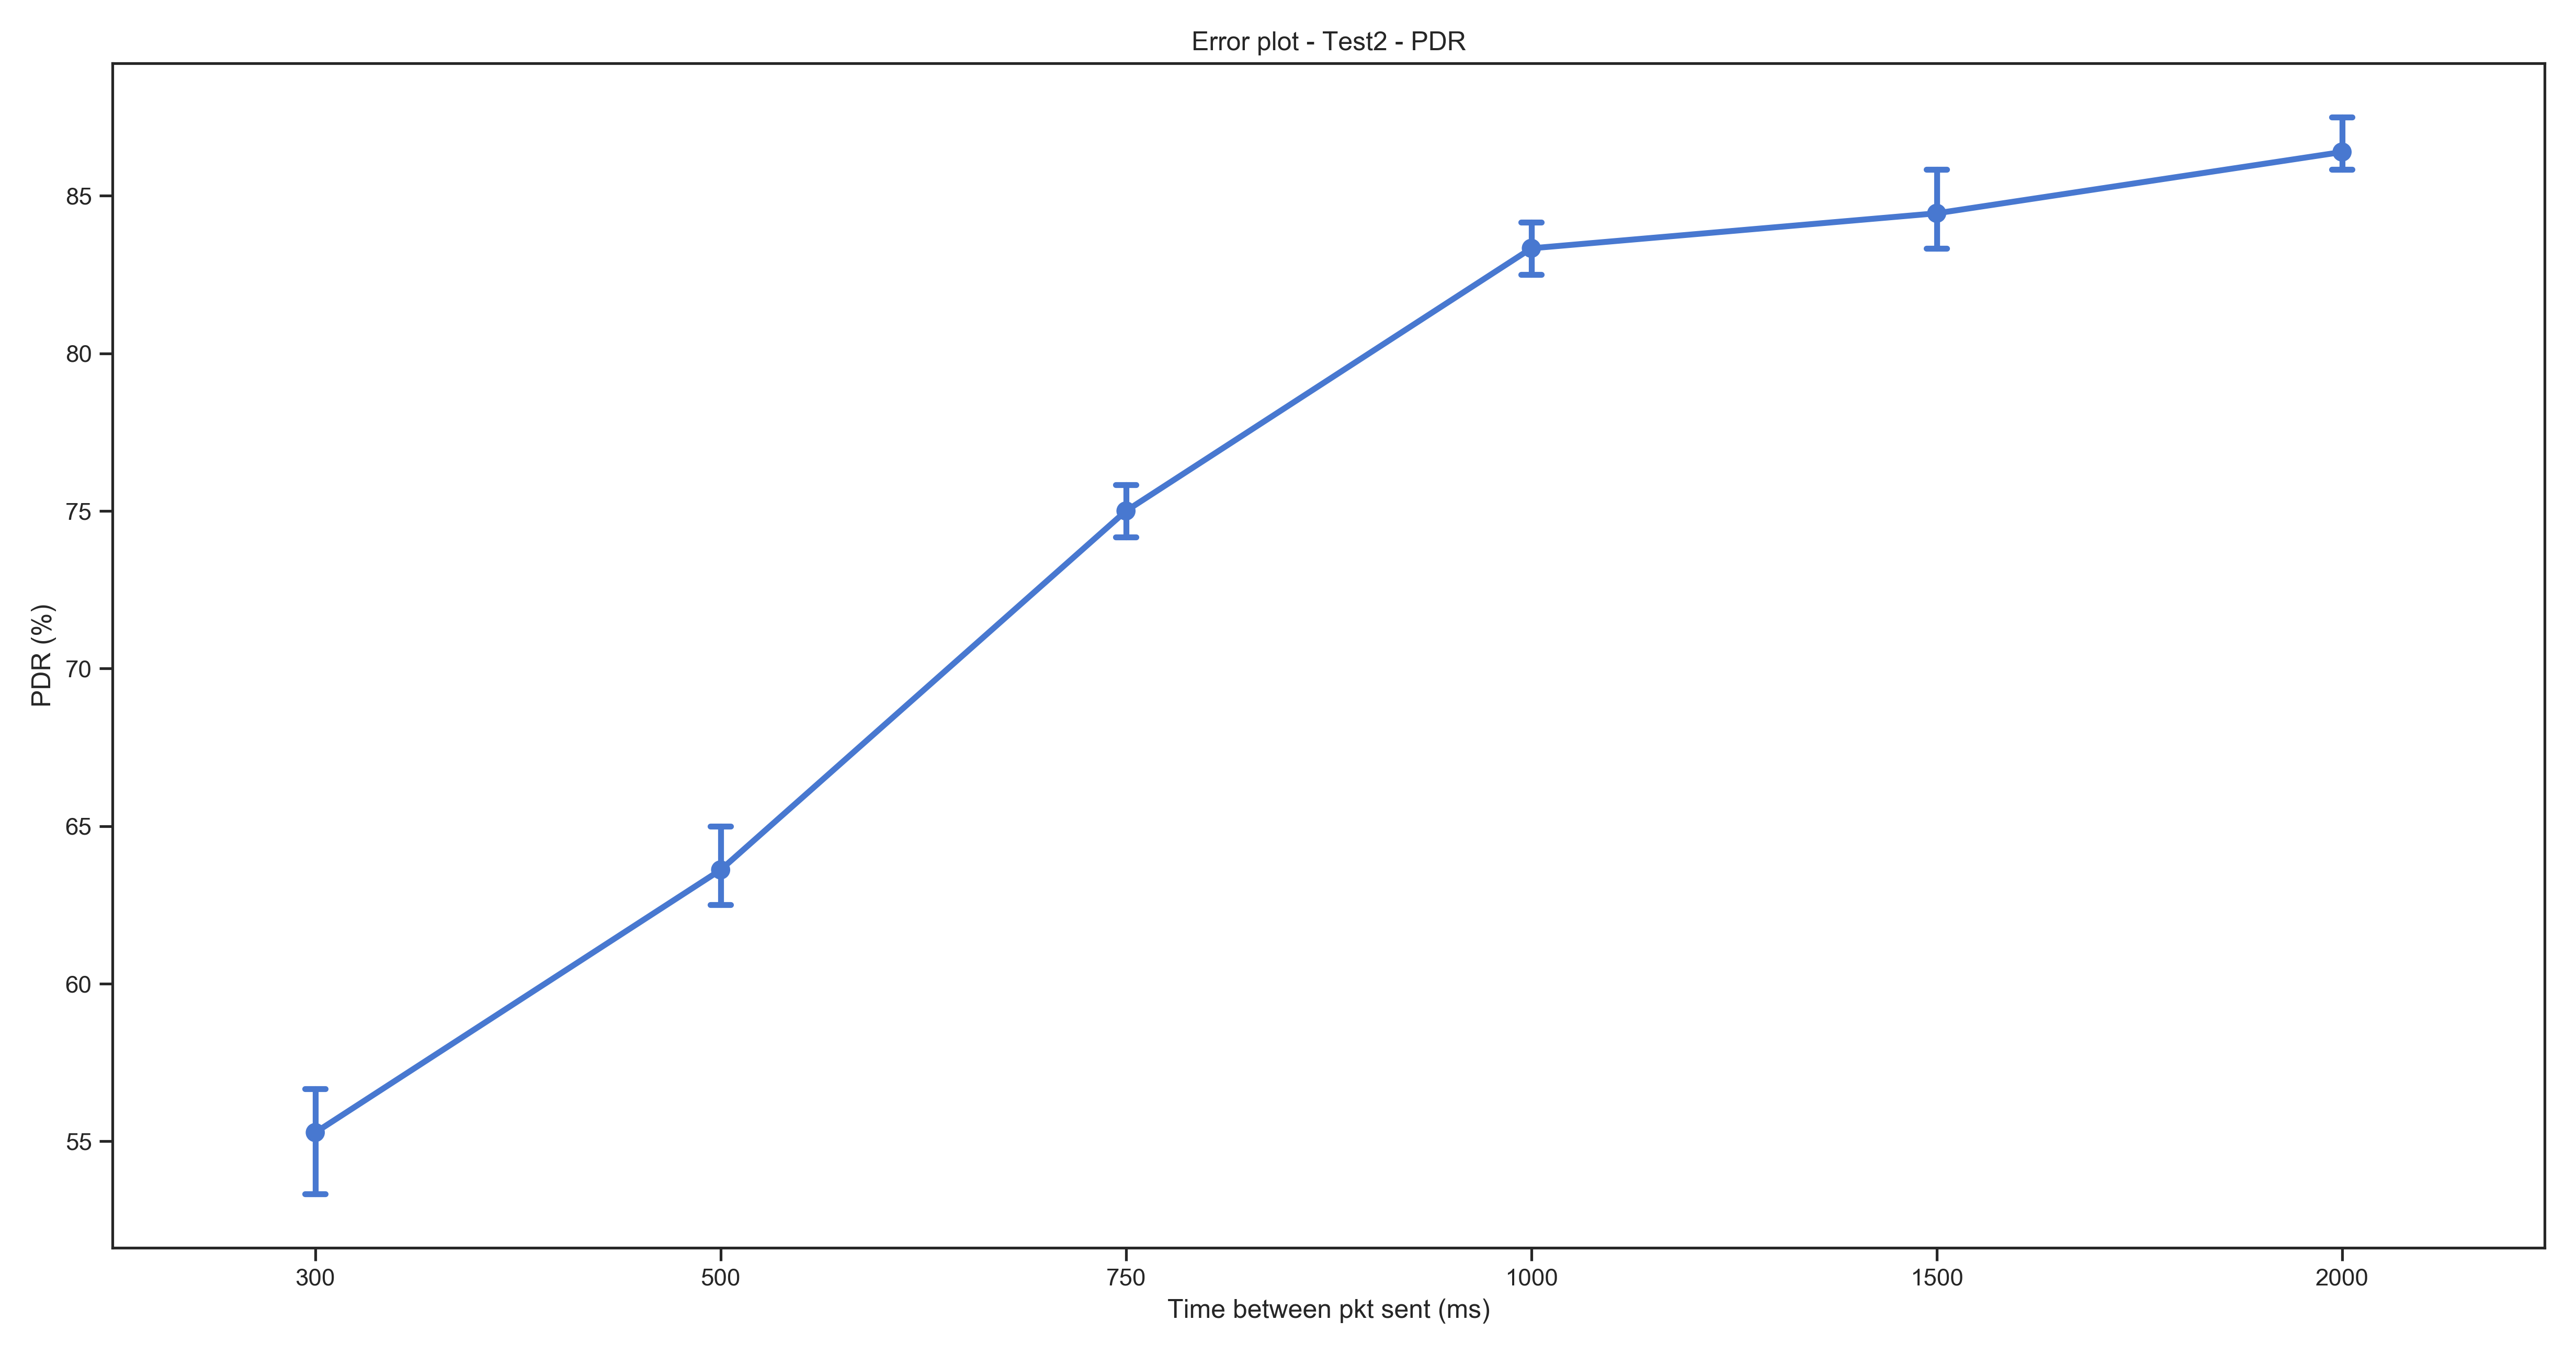 Error plot - Test2 - PDR
85
80
75
70
65
60
55
PDR (%)
300 500 750 1000 1500 2000
Time between pkt sent (ms)